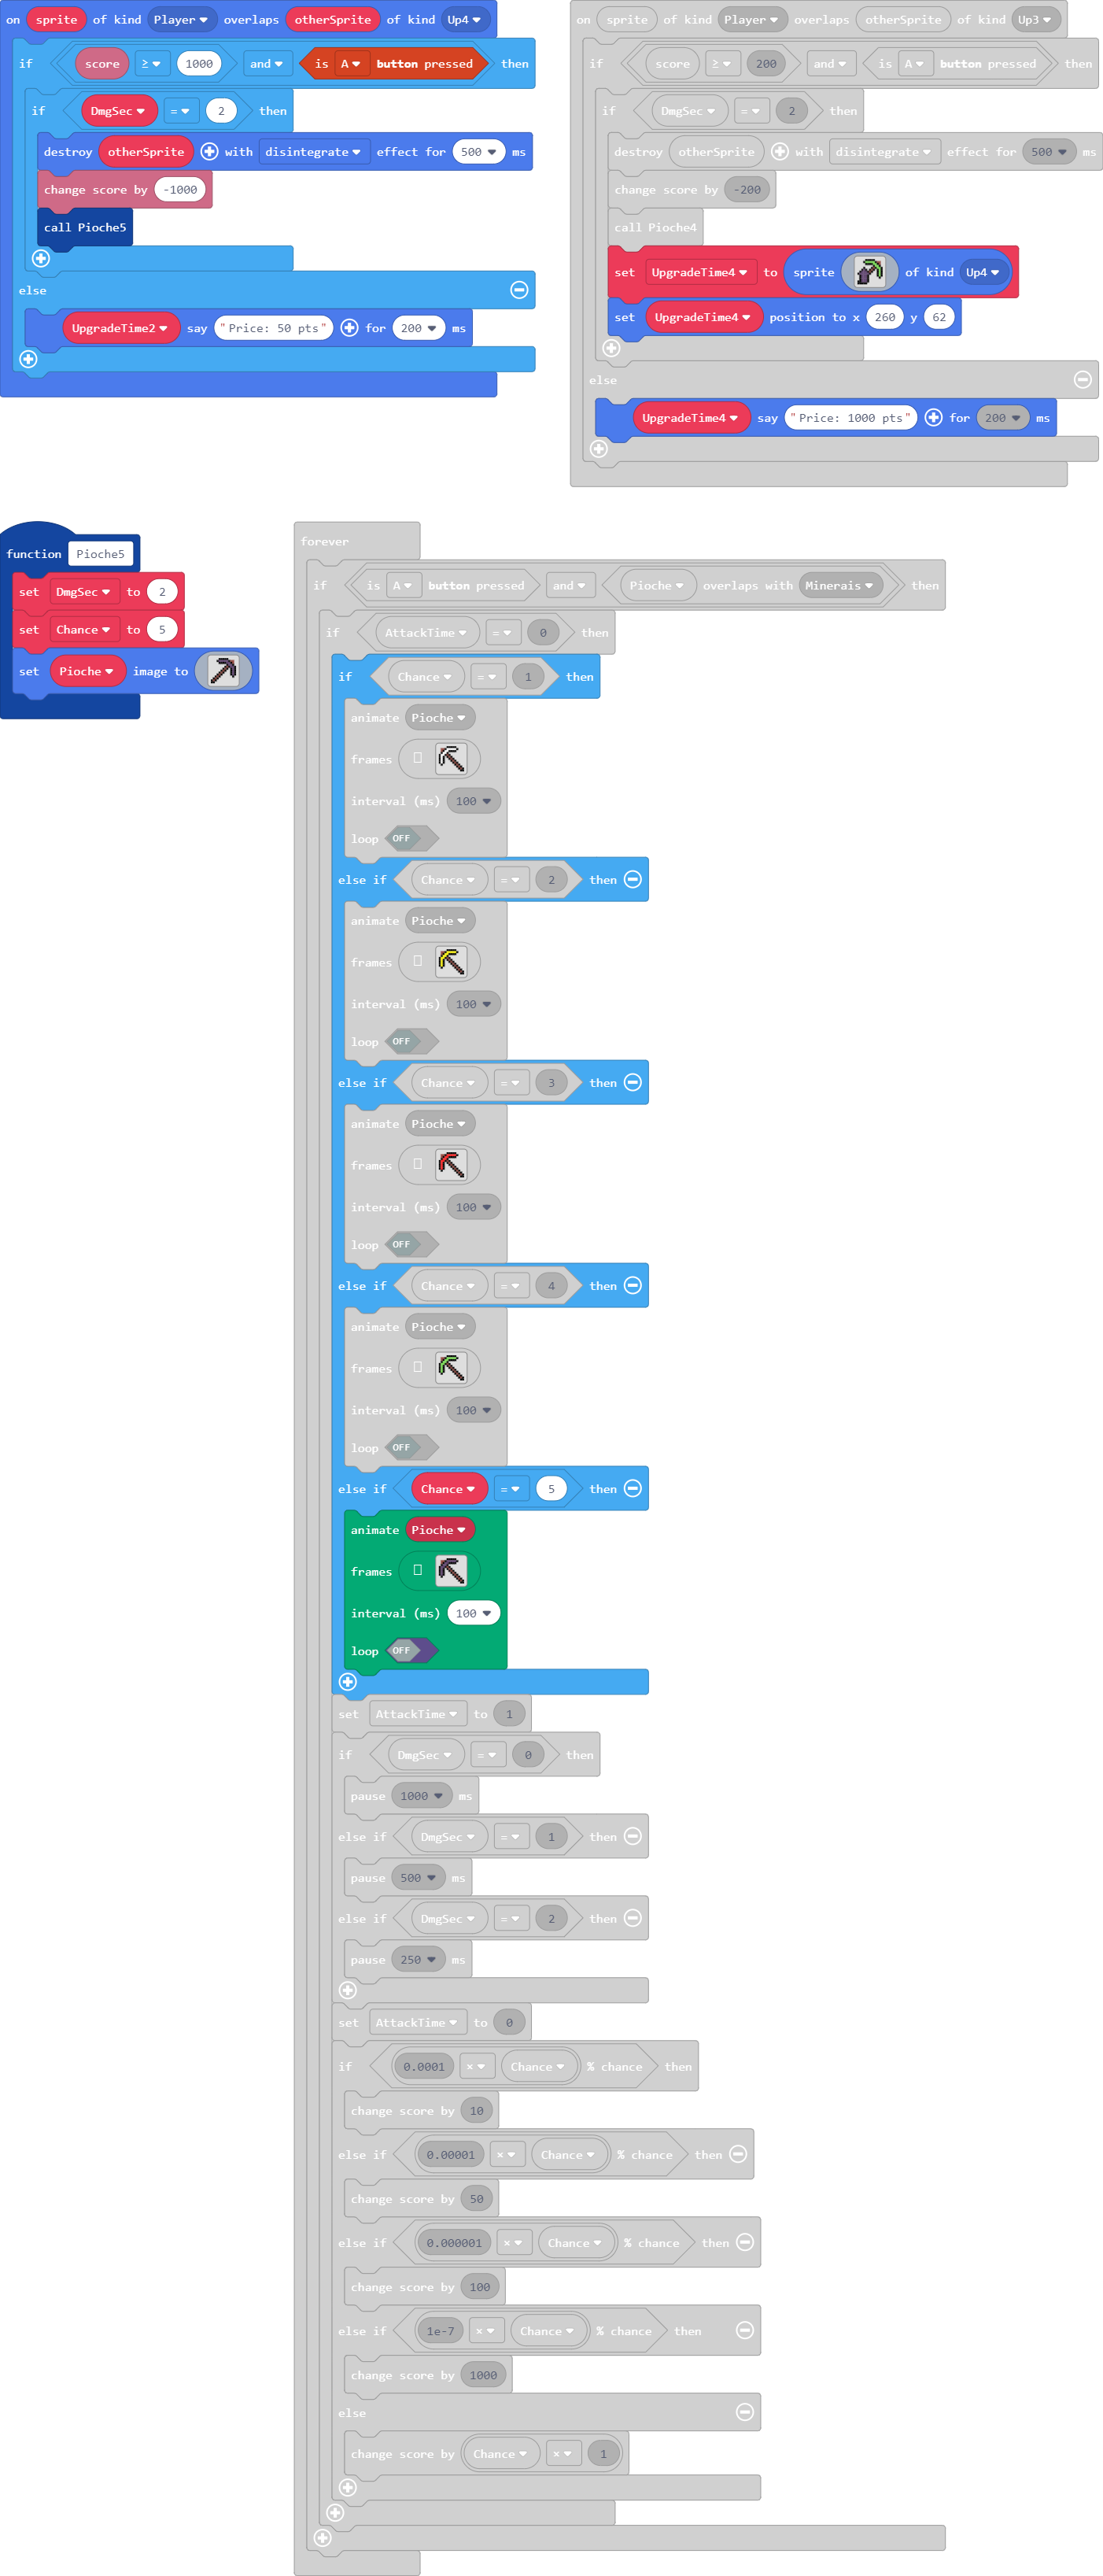 on sprite of kind Player overlaps otherSprite of kind Up4
if score ≥ 1000 and is A button pressed then
if DmgSec = 2 then
destroy otherSprite with disintegrate effect for 500 ms
change score by -1000
call Pioche5
else
UpgradeTime2 say "Price: 50 pts" for 200 ms
on sprite of kind Player overlaps otherSprite of kind Up3
if score ≥ 200 and is A button pressed then
if DmgSec = 2 then
destroy otherSprite with disintegrate effect for 500 ms
change score by -200
call Pioche4
set UpgradeTime4 to sprite of kind Up4
set UpgradeTime4 position to x 260 y 62
else
UpgradeTime4 say "Price: 1000 pts" for 200 ms
function Pioche5
set DmgSec to 2
set Chance to 5
set Pioche image to
forever
if is A button pressed and Pioche overlaps with Minerais then
if AttackTime = 0 then
if Chance = 1 then
animate Pioche
frames
interval (ms) 100
loop OFF
else if Chance = 2 then
animate Pioche
frames
interval (ms) 100
loop OFF
else if Chance = 3 then
animate Pioche
frames
interval (ms) 100
loop OFF
else if Chance = 4 then
animate Pioche
frames
interval (ms) 100
loop OFF
else if Chance = 5 then
animate Pioche
frames
interval (ms) 100
loop OFF
set AttackTime to 1
if DmgSec = 0 then
pause 1000 ms
else if DmgSec = 1 then
pause 500 ms
else if DmgSec = 2 then
pause 250 ms
set AttackTime to 0
if 0.0001 × Chance % chance then
change score by 10
else if 0.00001 × Chance % chance then
change score by 50
else if 0.000001 × Chance % chance then
change score by 100
else if 1e-7 × Chance % chance then
change score by 1000
else
change score by Chance × 1